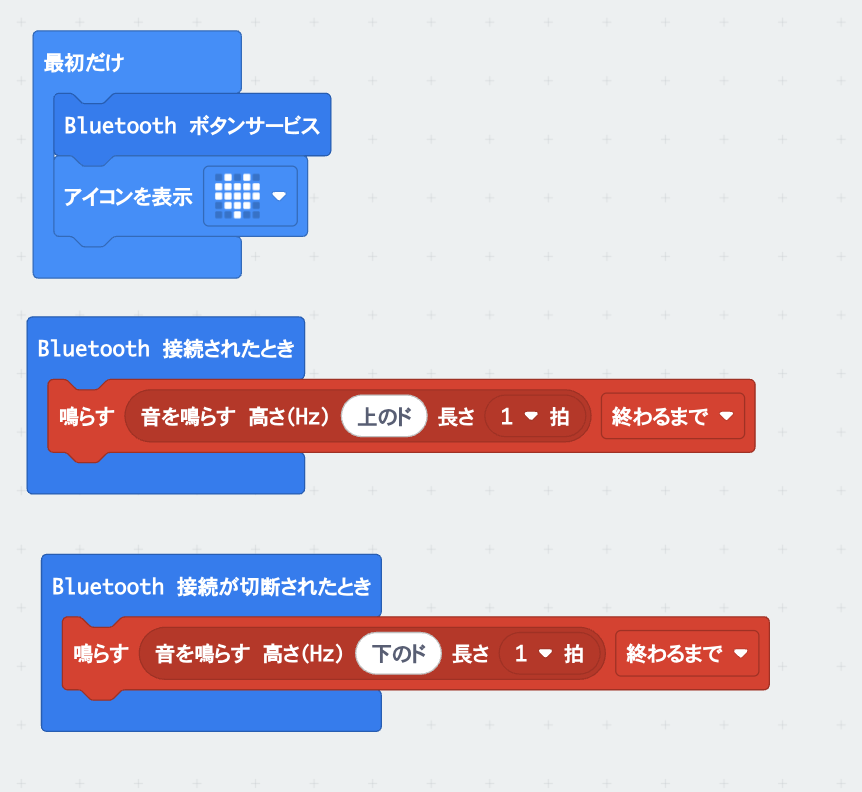 最初だけ
Bluetooth ボタンサービス
アイコンを表示
Bluetooth 接続されたとき
鳴らす 音を鳴らす 高さ(Hz) 上のド 長さ 1 拍 終わるまで
Bluetooth 接続が切断されたとき
鳴らす 音を鳴らす 高さ(Hz) 下のド 長さ 1 拍 終わるまで